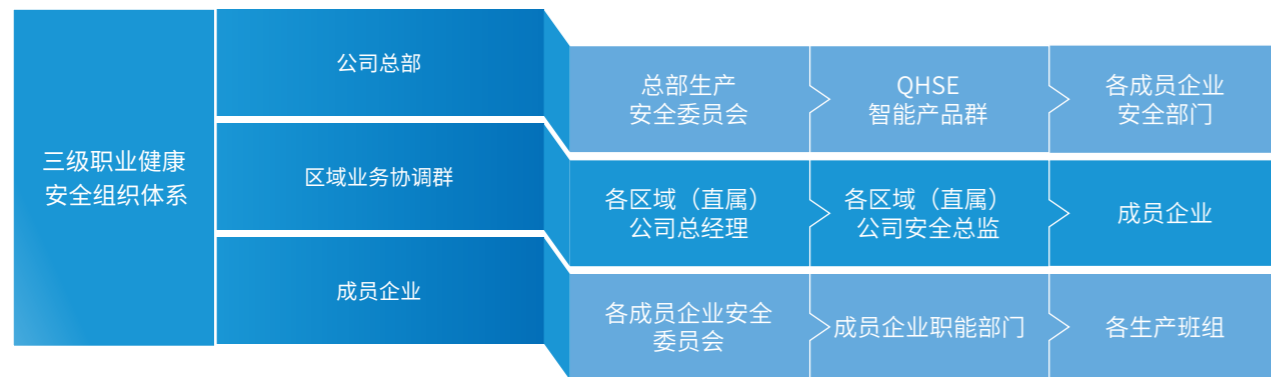 三级职业健康
安全组织体系
公司总部
总部生产
安全委员会
QHSE
智能产品群
各成员企业
安全部门
区域业务协调群
各区域（直属）
公司总经理
各区域（直属）
公司安全总监
成员企业
成员企业
各成员企业安全
委员会
成员企业职能部门
各生产班组